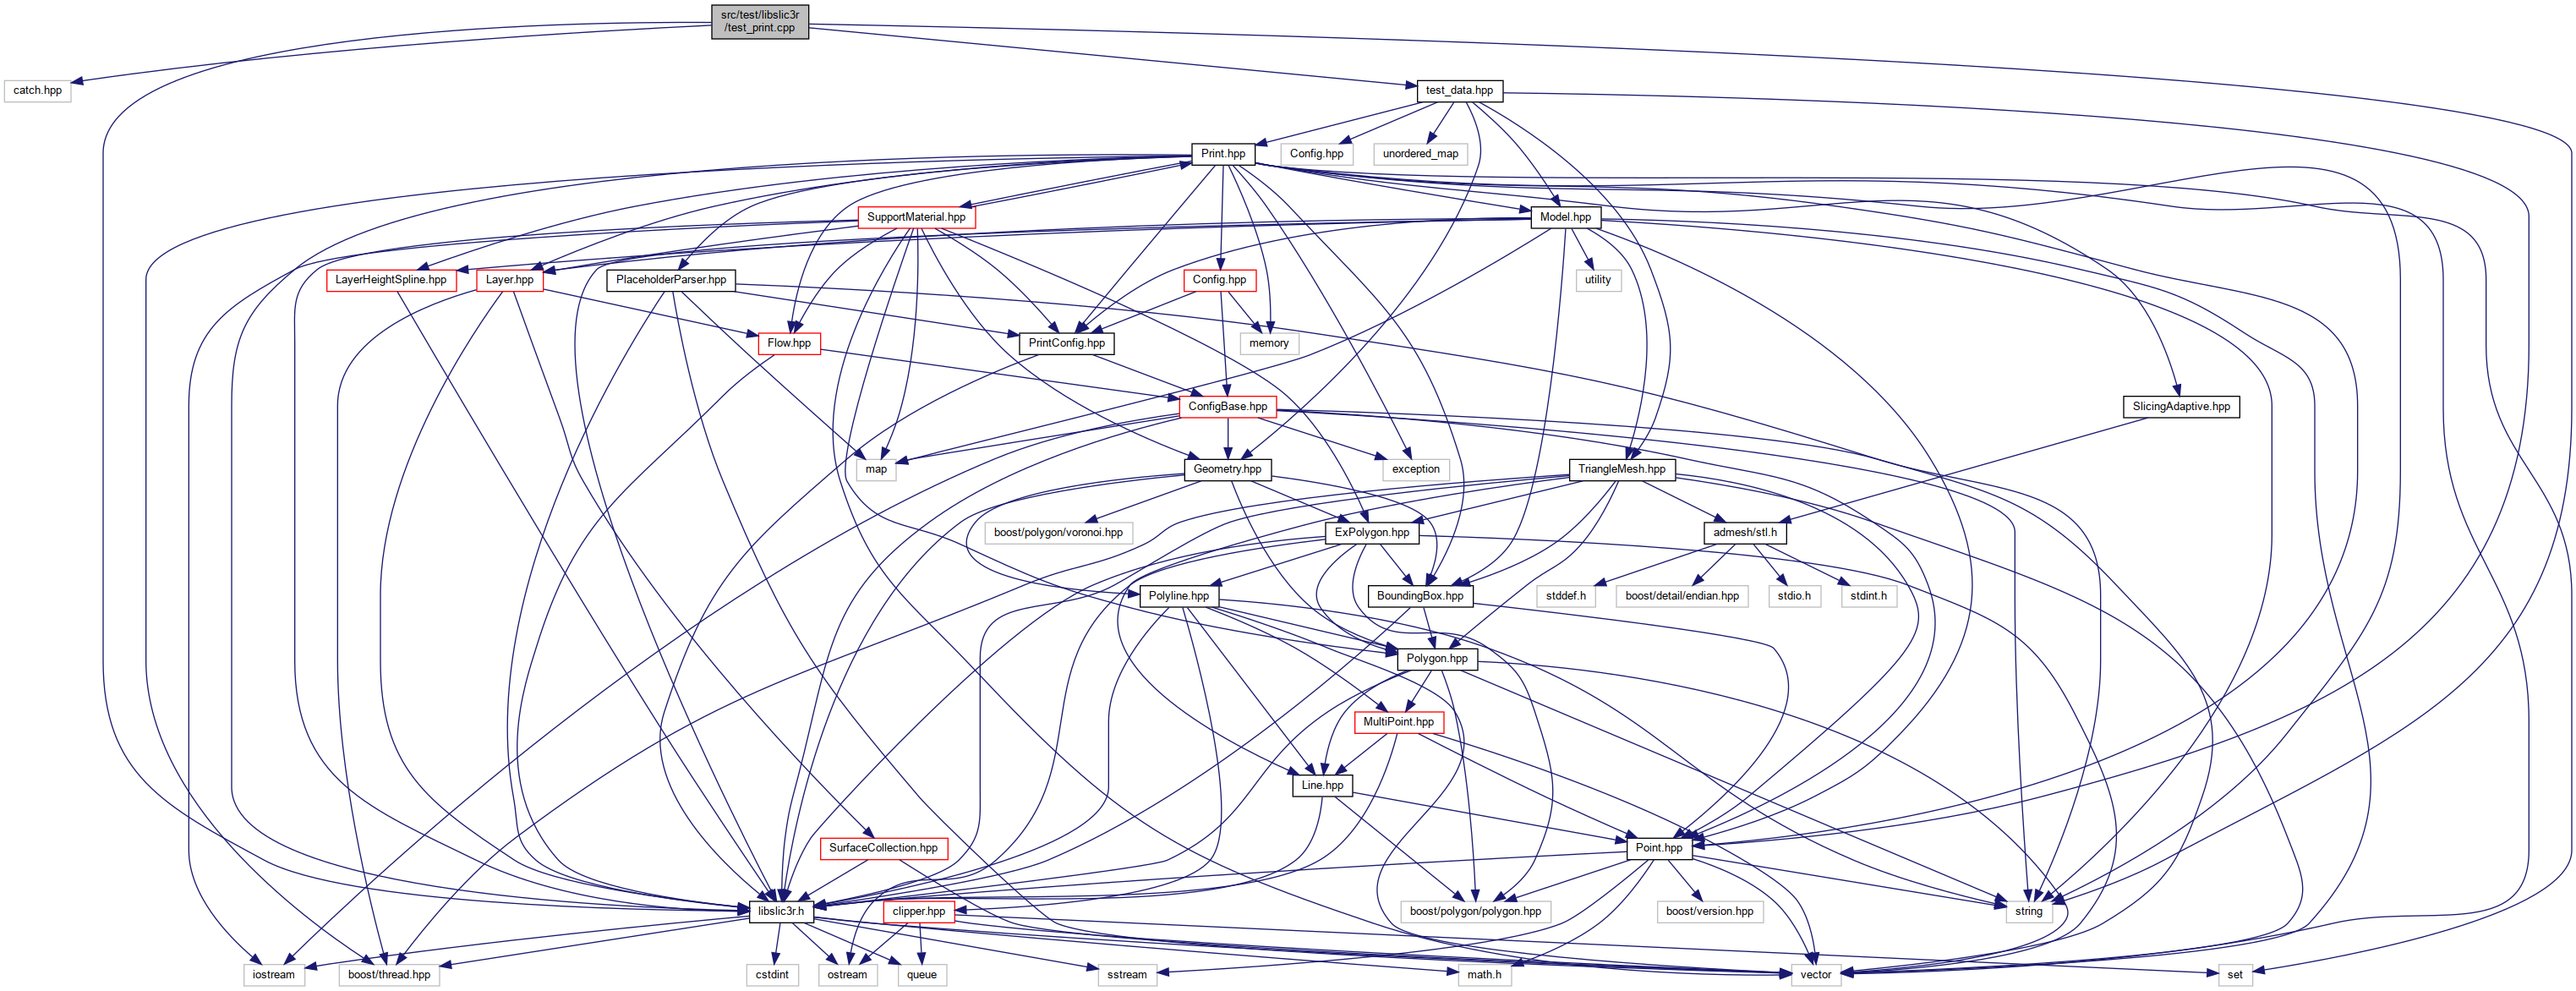 src/test/libslic3r
/test_print.cpp
catch.hpp
test_data.hpp
Print.hpp
Config.hpp
unordered_map
SupportMaterial.hpp
Model.hpp
LayerHeightSpline.hpp
Layer.hpp
PlaceholderParser.hpp
Config.hpp
utility
Flow.hpp
PrintConfig.hpp
memory
ConfigBase.hpp
SlicingAdaptive.hpp
map
Geometry.hpp
exception
TriangleMesh.hpp
boost/polygon/voronoi.hpp
ExPolygon.hpp
admesh/stl.h
Polyline.hpp
BoundingBox.hpp
stddef.h
boost/detail/endian.hpp
stdio.h
stdint.h
Polygon.hpp
MultiPoint.hpp
Line.hpp
SurfaceCollection.hpp
Point.hpp
libslic3r.h
clipper.hpp
boost/polygon/polygon.hpp
boost/version.hpp
string
iostream
boost/thread.hpp
cstdint
ostream
queue
sstream
math.h
vector
set